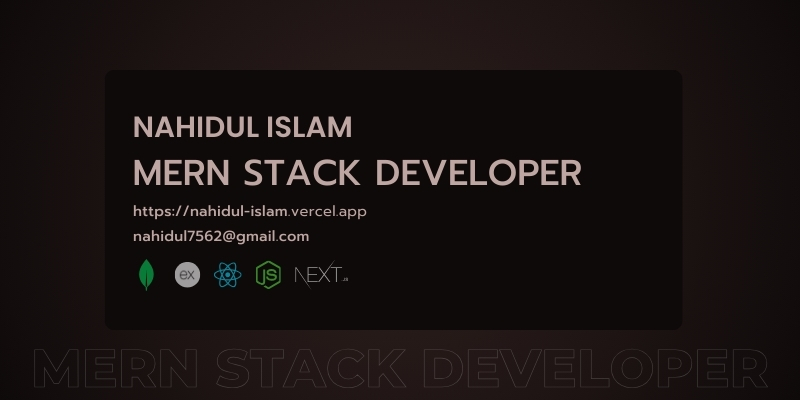 NAHIDUL ISLAM
MERN STACK DEVELOPER
https://nahidul-islam.vercel.app
nahidul7562@gmail.com
ex JS NEXT.JS
MERN STACK DEVELOPER